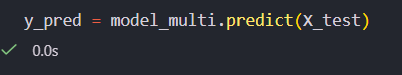 y_pred = model_multi.predict(X_test)
0.0s